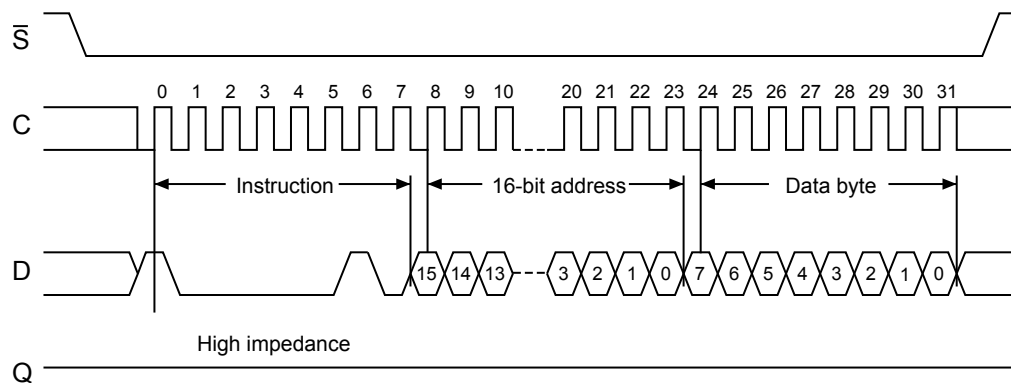 S̅
0 1 2 3 4 5 6 7 8 9 10 20 21 22 23 24 25 26 27 28 29 30 31
C
Instruction 16-bit address Data byte
D 15 14 13 3 2 1 0 7 6 5 4 3 2 1 0
High impedance
Q